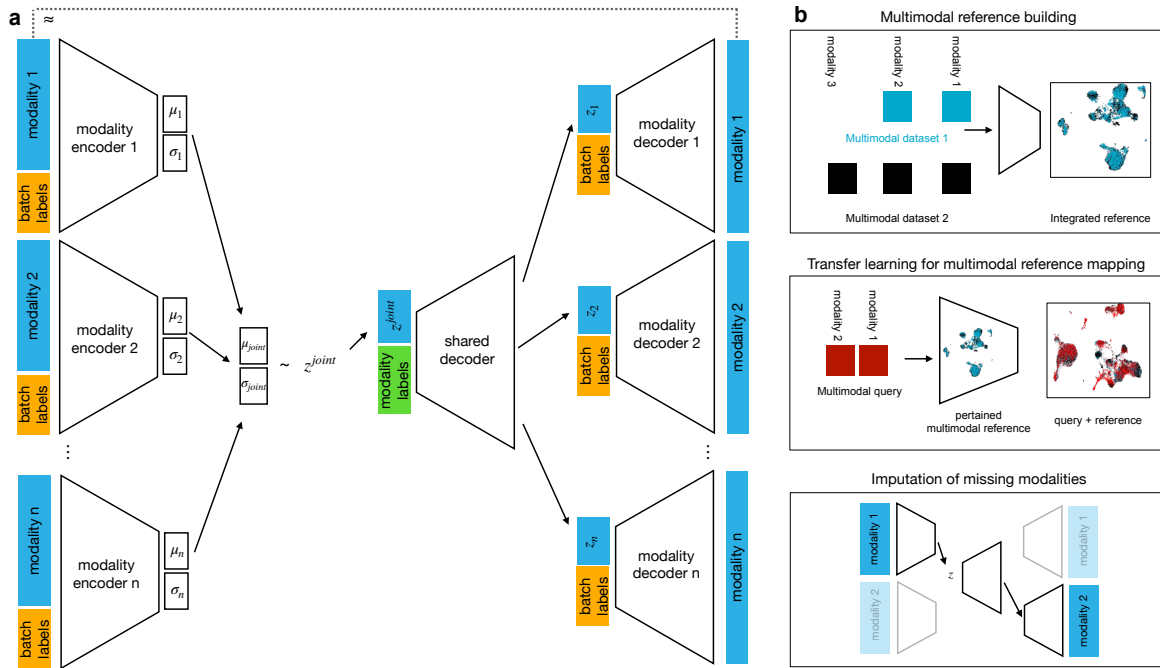 a
≈
modality 1
batch
labels
modality
encoder 1
μ1
σ1
modality 2
batch
labels
modality
encoder 2
μ2
σ2
...
modality n
batch
labels
modality
encoder n
μn
σn
μjoint
σjoint
~ z^joint
z^joint
modality
labels
shared
decoder
z1
batch
labels
modality
decoder 1
modality 1
z2
batch
labels
modality
decoder 2
modality 2
...
zn
batch
labels
modality
decoder n
modality n
b
Multimodal reference building
modality 3
modality 2
modality 1
Multimodal dataset 1
Multimodal dataset 2
Integrated reference
Transfer learning for multimodal reference mapping
modality 2
modality 1
Multimodal query
pertained
multimodal reference
query + reference
Imputation of missing modalities
modality 1
modality 2
z
modality 1
modality 2